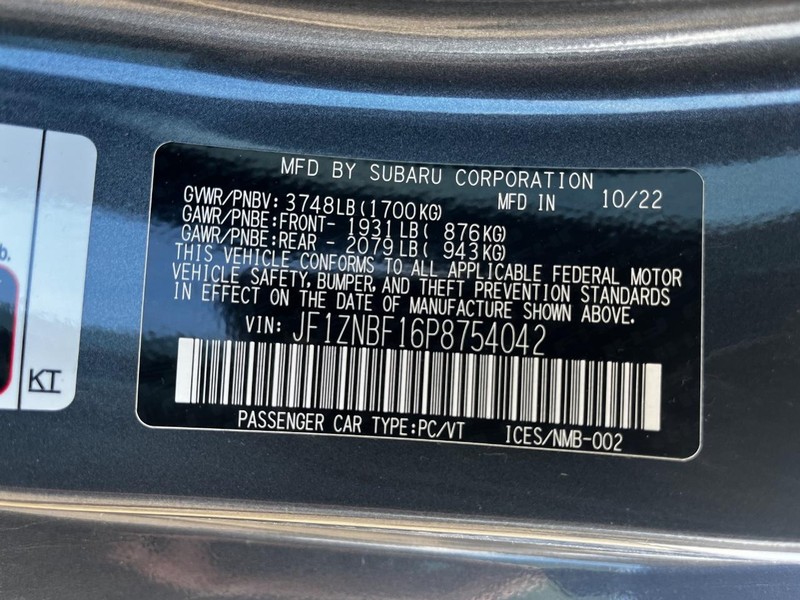 MFD BY SUBARU CORPORATION
GVWR/PNBV: 3748LB(1700KG) MFD IN 10/22
GAWR/PNBE:FRONT- 1931LB( 876KG)
GAWR/PNBE:REAR - 2079LB( 943KG)
THIS VEHICLE CONFORMS TO ALL APPLICABLE FEDERAL MOTOR
VEHICLE SAFETY, BUMPER, AND THEFT PREVENTION STANDARDS
IN EFFECT ON THE DATE OF MANUFACTURE SHOWN ABOVE.
VIN: JF1ZNBF16P8754042
PASSENGER CAR TYPE:PC/VT ICES/NMB-002
b.
KT